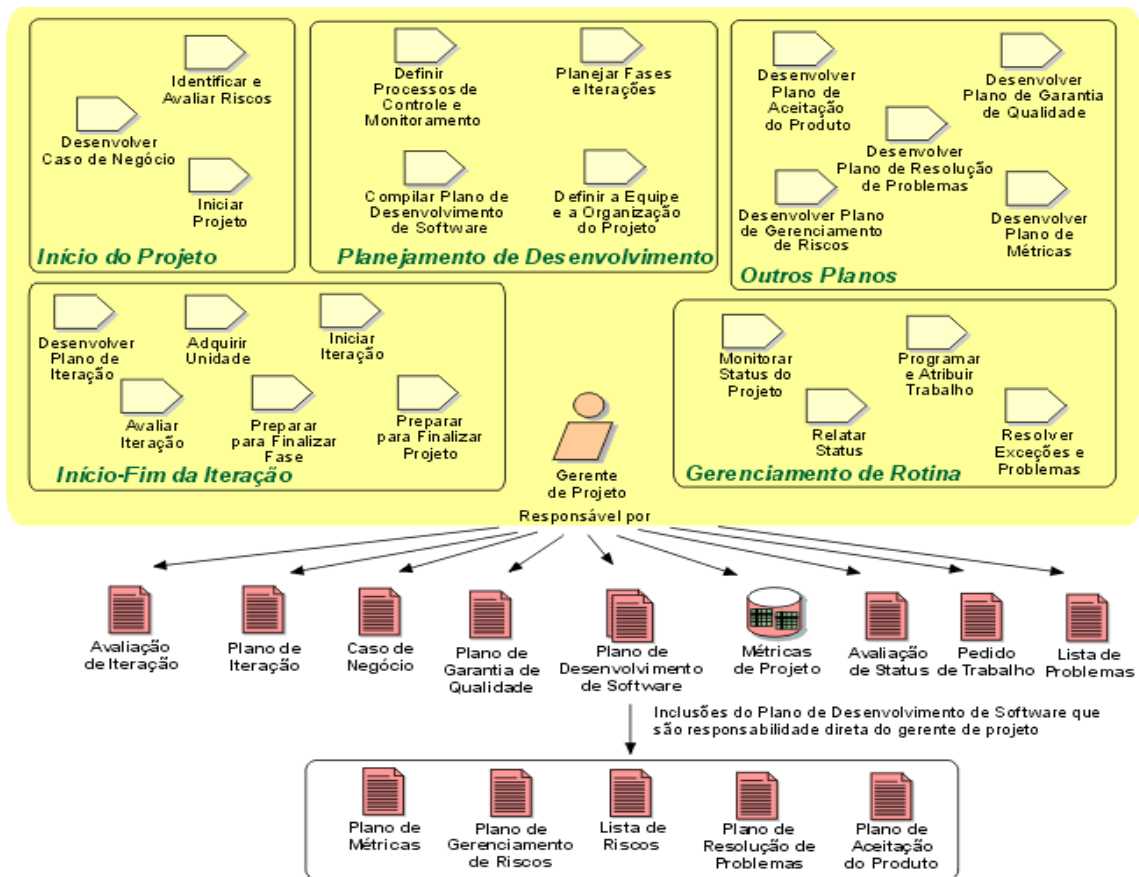 Identificar e
Avaliar Riscos
Desenvolver
Caso de Negócio
Iniciar
Projeto
Início do Projeto
Definir
Processos de
Controle e
Monitoramento
Planejar Fases
e Iterações
Compilar Plano de
Desenvolvimento
de Software
Definir a Equipe
e a Organização
do Projeto
Planejamento de Desenvolvimento
Desenvolver
Plano de
Aceitação
do Produto
Desenvolver
Plano de Garantia
de Qualidade
Desenvolver
Plano de Resolução
de Problemas
Desenvolver Plano
de Gerenciamento
de Riscos
Desenvolver
Plano de
Métricas
Outros Planos
Desenvolver
Plano de
Iteração
Adquirir
Unidade
Iniciar
Iteração
Avaliar
Iteração
Preparar
para Finalizar
Fase
Preparar
para Finalizar
Projeto
Início-Fim da Iteração
Gerente
de Projeto
Monitorar
Status do
Projeto
Programar
e Atribuir
Trabalho
Relatar
Status
Resolver
Exceções e
Problemas
Gerenciamento de Rotina
Responsável por
Avaliação
de Iteração
Plano de
Iteração
Caso de
Negócio
Plano de
Garantia de
Qualidade
Plano de
Desenvolvimento
de Software
Métricas
de Projeto
Avaliação
de Status
Pedido
de Trabalho
Lista de
Problemas
Inclusões do Plano de Desenvolvimento de Software que
são responsabilidade direta do gerente de projeto
Plano de
Métricas
Plano de
Gerenciamento
de Riscos
Lista de
Riscos
Plano de
Resolução de
Problemas
Plano de
Aceitação
do Produto